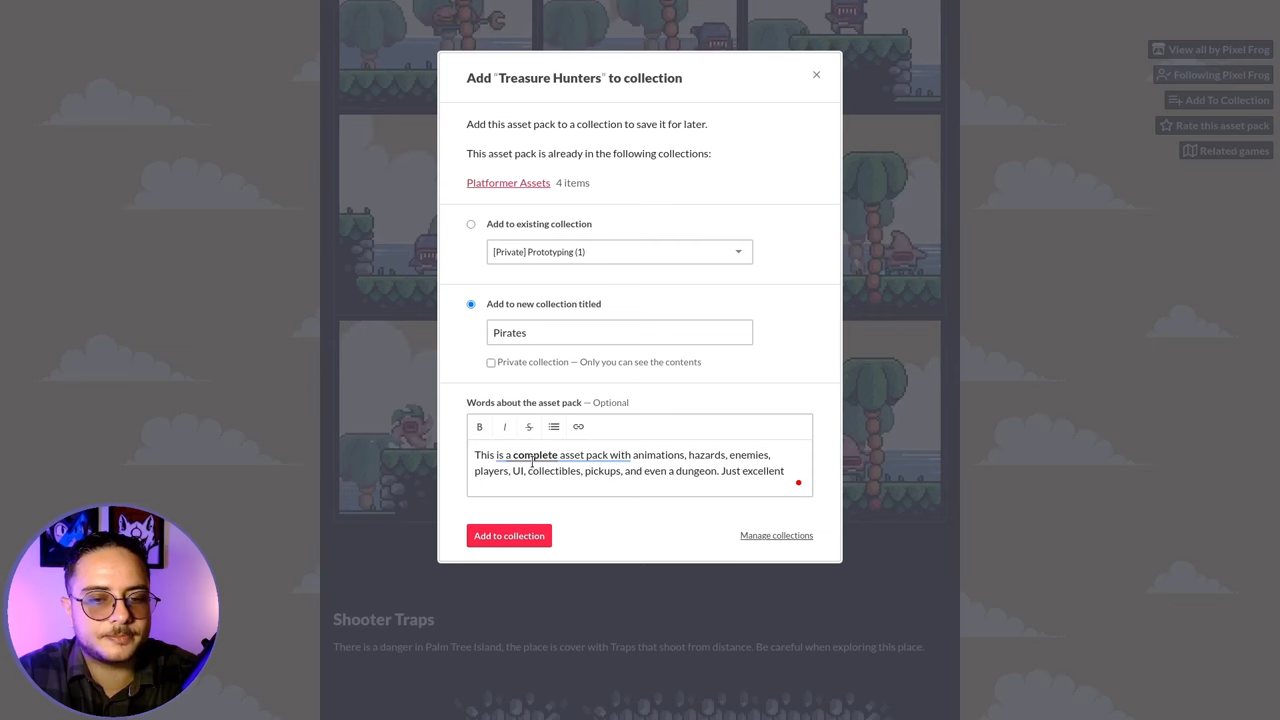 View all by Pixel Frog
Following Pixel Frog
Add To Collection
Rate this asset pack
Related games
Add "Treasure Hunters" to collection
Add this asset pack to a collection to save it for later.
This asset pack is already in the following collections:
Platformer Assets 4 items
Add to existing collection
[Private] Prototyping (1)
Add to new collection titled
Pirates
Private collection — Only you can see the contents
Words about the asset pack — Optional
B I S
This is a complete asset pack with animations, hazards, enemies,
players, UI, collectibles, pickups, and even a dungeon. Just excellent
Add to collection
Manage collections
Shooter Traps
There is a danger in Palm Tree Island, the place is cover with Traps that shoot from distance. Be careful when exploring this place.